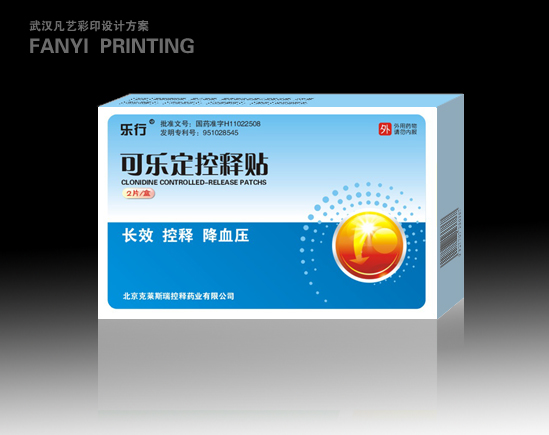 武汉凡艺彩印设计方案
FANYI PRINTING
乐行®
批准文号：国药准字H11022508
发明专利号：951028545
外
外用药物
请勿内服
可乐定控释贴
CLONIDINE CONTROLLED-RELEASE PATCHS
2片/盒
长效 控释 降血压
北京克莱斯瑞控释药业有限公司